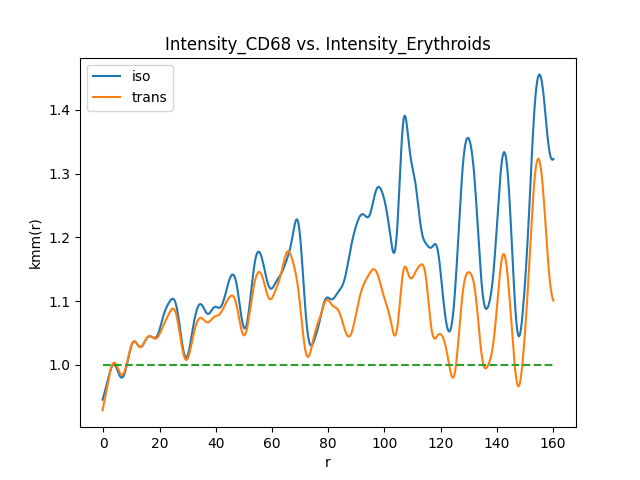 Intensity_CD68 vs. Intensity_Erythroids
iso
trans
kmm(r)
1.4
1.3
1.2
1.1
1.0
0 20 40 60 80 100 120 140 160
r